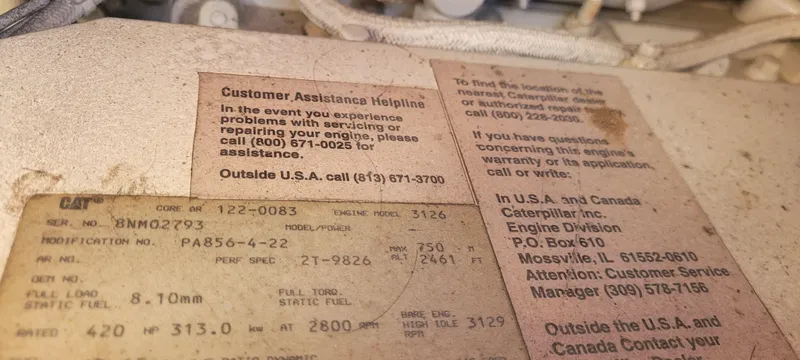 Customer Assistance Helpline
In the event you experience
problems with servicing or
repairing your engine, please
call (800) 671-0025 for
assistance.
Outside U.S.A. call (813) 671-3700
To find the location of the
nearest Caterpillar dealer
or authorized repair
call (800) 228-2030.
If you have questions
concerning this engine's
warranty or its application,
call or write:
In U.S.A. and Canada
Caterpillar Inc.
Engine Division
P.O. Box 610
Mossville, IL 61552-0610
Attention: Customer Service
Manager (309) 578-7156
Outside the U.S.A. and
Canada Contact your
CAT CORE AR 122-0083 ENGINE MODEL 3126
SER. NO. 8NM02793 MODEL/POWER
MODIFICATION NO. PA856-4-22 MAX ALT 750 M
AR NO. PERF SPEC 2T-9826 2461 FT
OEM NO.
FULL LOAD STATIC FUEL 8.10mm FULL TORQ. STATIC FUEL
RATED 420 HP 313.0 kw AT 2800 RPM BARE ENG. HIGH IDLE RPM 3129